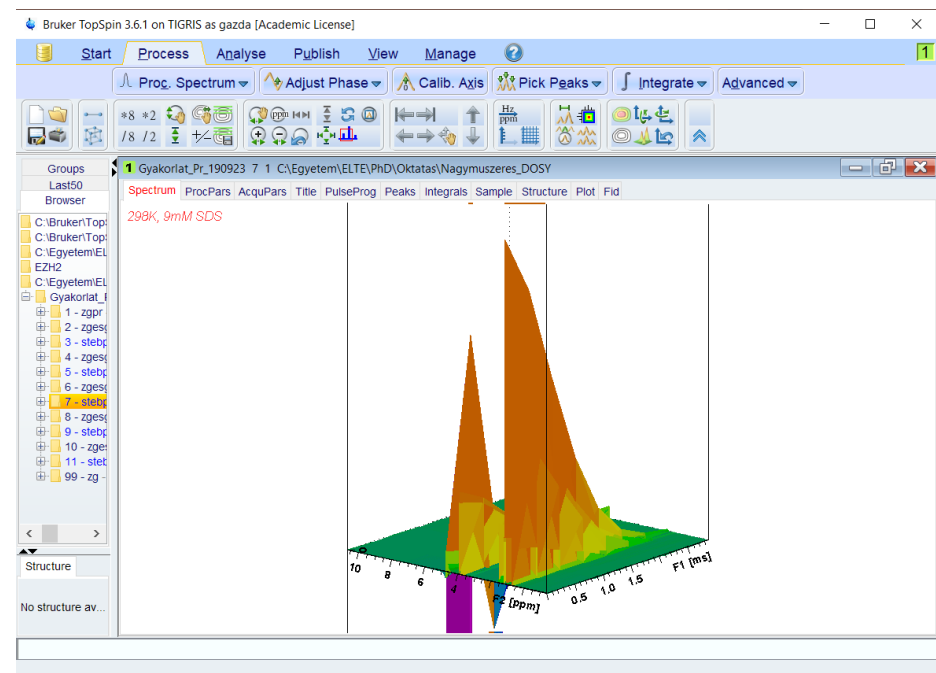 Bruker TopSpin 3.6.1 on TIGRIS as gazda [Academic License]
Start Process Analyse Publish View Manage ? 1
Proc. Spectrum Adjust Phase Calib. Axis Pick Peaks Integrate Advanced
*8 *2 ppm Hz ppm
/8 /2
Groups
Last50
Browser
1 Gyakorlat_Pr_190923 7 1 C:\Egyetem\ELTE\PhD\Oktatas\Nagymuszeres_DOSY
Spectrum ProcPars AcquPars Title PulseProg Peaks Integrals Sample Structure Plot Fid
298K, 9mM SDS
C:\Bruker\Top
C:\Bruker\Top
C:\Egyetem\EL
EZH2
C:\Egyetem\EL
Gyakorlat_
1 - zgpr
2 - zgesg
3 - stebp
4 - zgesg
5 - stebp
6 - zgesg
7 - stebp
8 - zgesg
9 - stebp
10 - zges
11 - steb
99 - zg -
Structure
No structure av...
10 8 6 4 F2 [ppm]
0.5 1.0 1.5 F1 [ms]